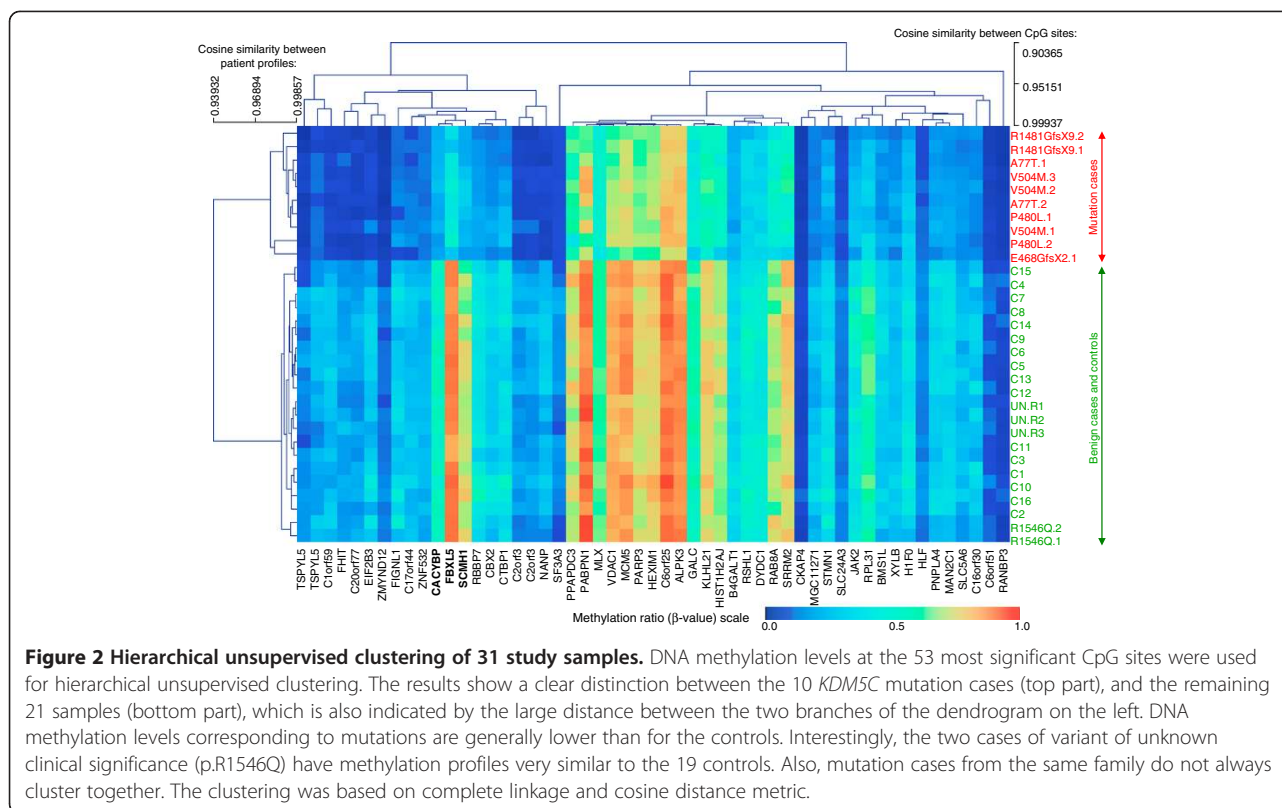 Cosine similarity between
patient profiles:
0.93932
0.96894
0.99857
Cosine similarity between CpG sites:
0.90365
0.95151
0.99937
R1481GfsX9.2
R1481GfsX9.1
A77T.1
V504M.3
V504M.2
A77T.2
P480L.1
V504M.1
P480L.2
E468GfsX2.1
Mutation cases
C15
C4
C7
C8
C14
C9
C6
C5
C13
C12
UN.R1
UN.R2
UN.R3
C11
C3
C1
C10
C16
C2
R1546Q.2
R1546Q.1
Benign cases and controls
TSPYL5
TSPYL5
C1orf59
FHIT
C20orf77
EIF2B3
ZMYND12
FIGNL1
C17orf44
ZNF532
CACYBP
FBXL5
SCMH1
RBBP7
CBX2
CTBP1
C2orf3
C2orf3
NANP
SF3A3
PPAPDC3
PABPN1
MLX
VDAC1
MCM5
PARP3
HEXIM1
C6orf25
ALPK3
GALC
KLHL21
HIST1H2AJ
B4GALT1
RSHL1
DYDC1
RAB8A
SRRM2
CKAP4
MGC11271
STMN1
SLC24A3
JAK2
RPL31
BMS1L
XYLB
H1F0
HLF
PNPLA4
MAN2C1
SLC5A6
C16orf30
C6orf51
RANBP3
Methylation ratio (β-value) scale
0.0
0.5
1.0
Figure 2 Hierarchical unsupervised clustering of 31 study samples. DNA methylation levels at the 53 most significant CpG sites were used
for hierarchical unsupervised clustering. The results show a clear distinction between the 10 KDM5C mutation cases (top part), and the remaining
21 samples (bottom part), which is also indicated by the large distance between the two branches of the dendrogram on the left. DNA
methylation levels corresponding to mutations are generally lower than for the controls. Interestingly, the two cases of variant of unknown
clinical significance (p.R1546Q) have methylation profiles very similar to the 19 controls. Also, mutation cases from the same family do not always
cluster together. The clustering was based on complete linkage and cosine distance metric.